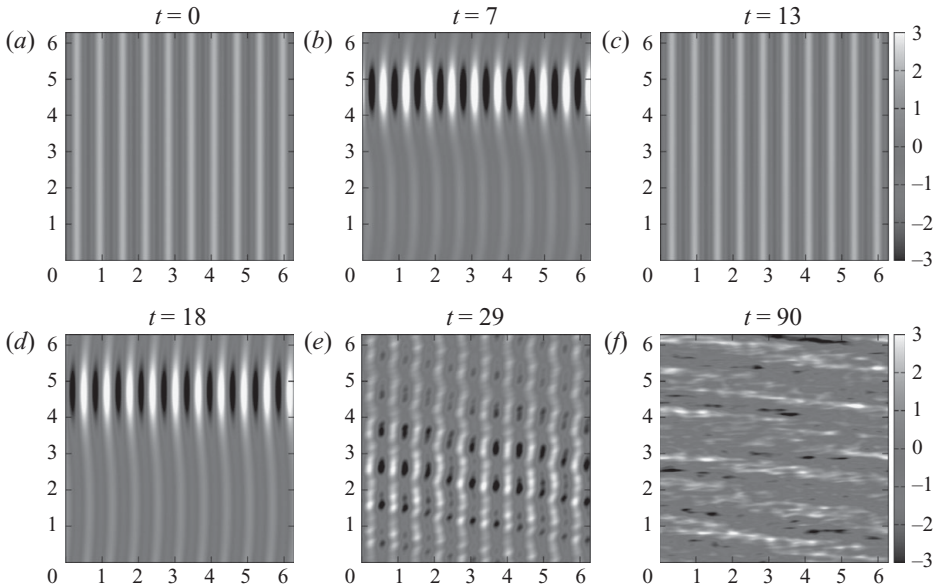 t = 0 t = 7 t = 13
(a) 6 (b) 6 (c) 6 3
5 5 5 2
4 4 4 1
3 3 3 0
2 2 2 –1
1 1 1 –2
–3
0 1 2 3 4 5 6 0 1 2 3 4 5 6 0 1 2 3 4 5 6
t = 18 t = 29 t = 90
(d) 6 (e) 6 (f) 6 3
5 5 5 2
4 4 4 1
3 3 3 0
2 2 2 –1
1 1 1 –2
–3
0 1 2 3 4 5 6 0 1 2 3 4 5 6 0 1 2 3 4 5 6